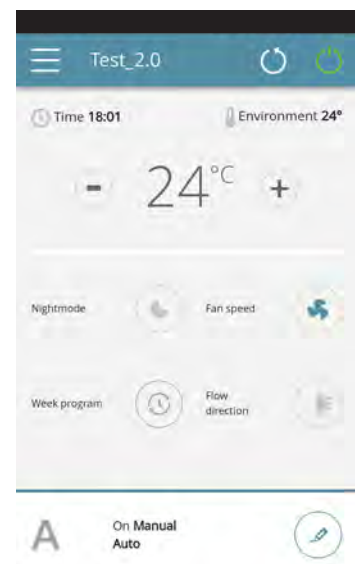 Test_2.0
Time 18:01 Environment 24°
- 24°C +
Nightmode Fan speed
Week program Flow
direction
A On Manual
Auto